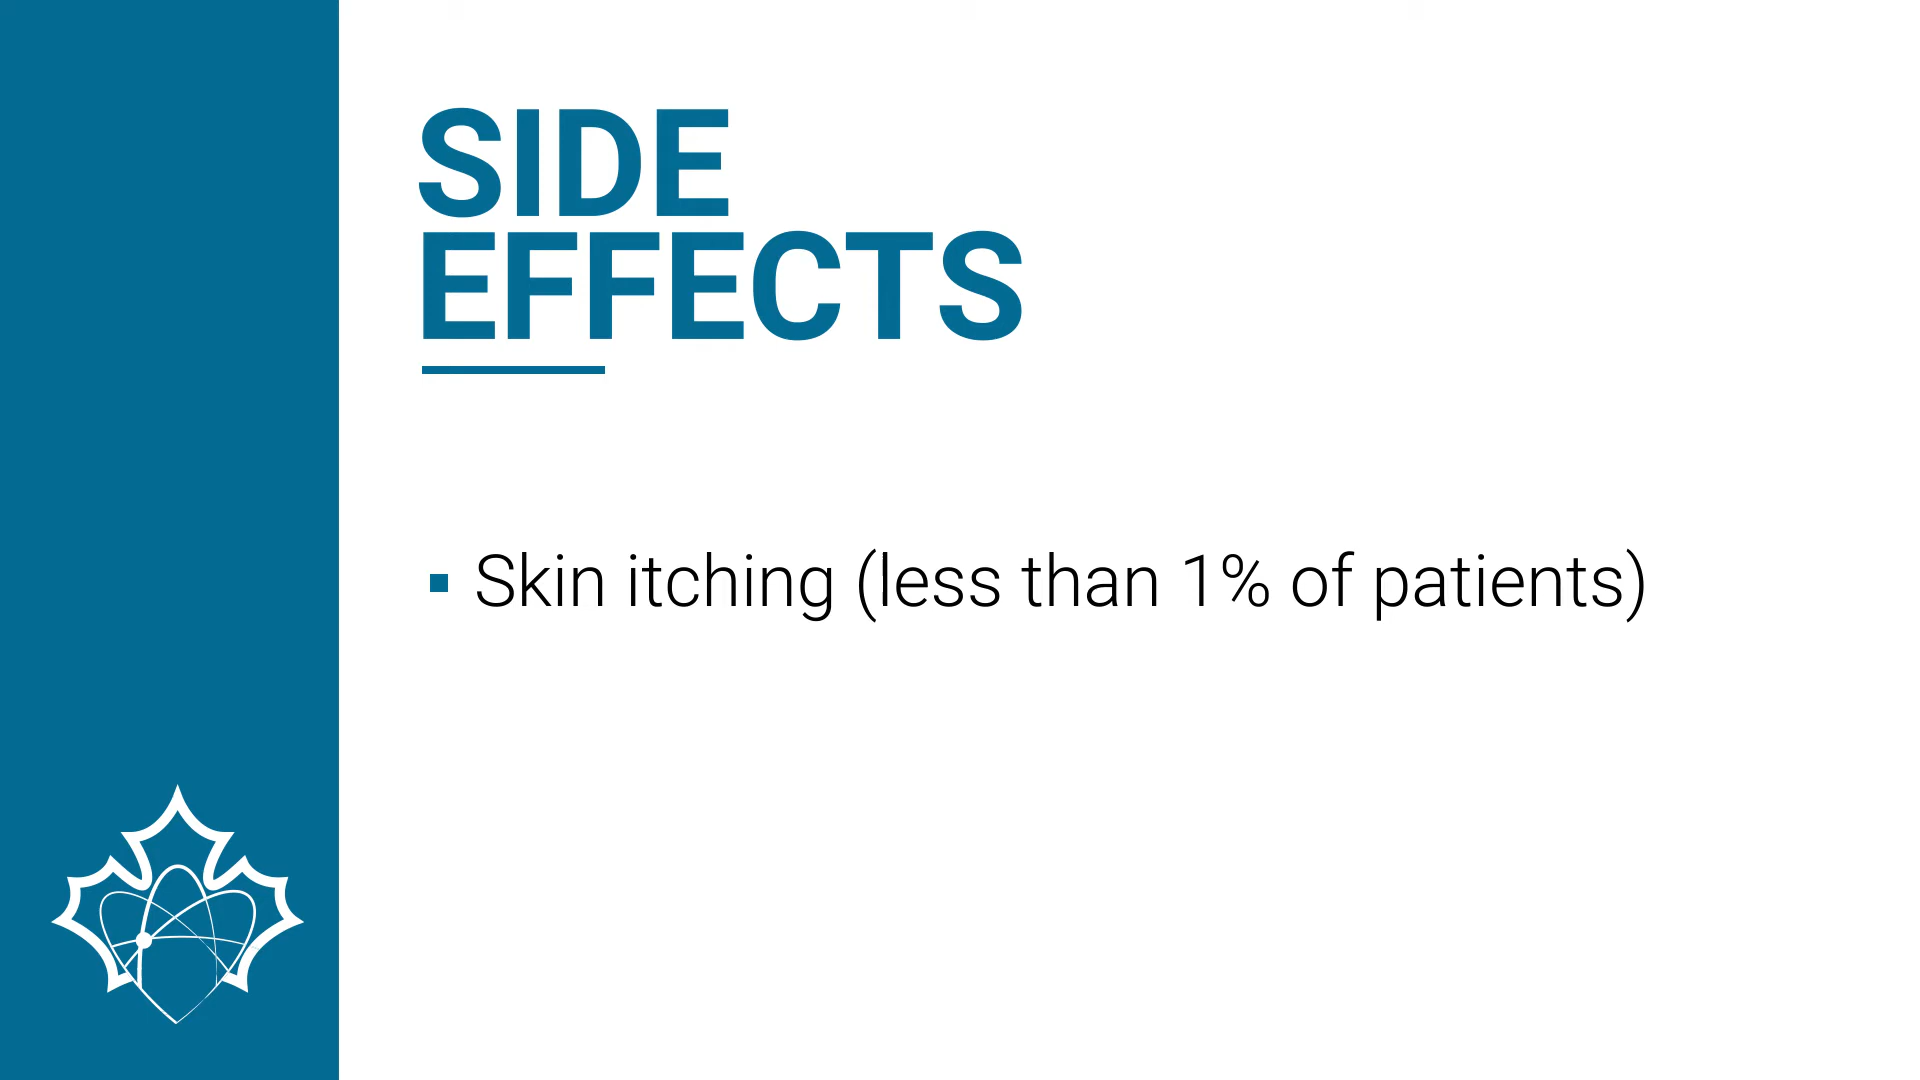 SIDE
EFFECTS
▪ Skin itching (less than 1% of patients)